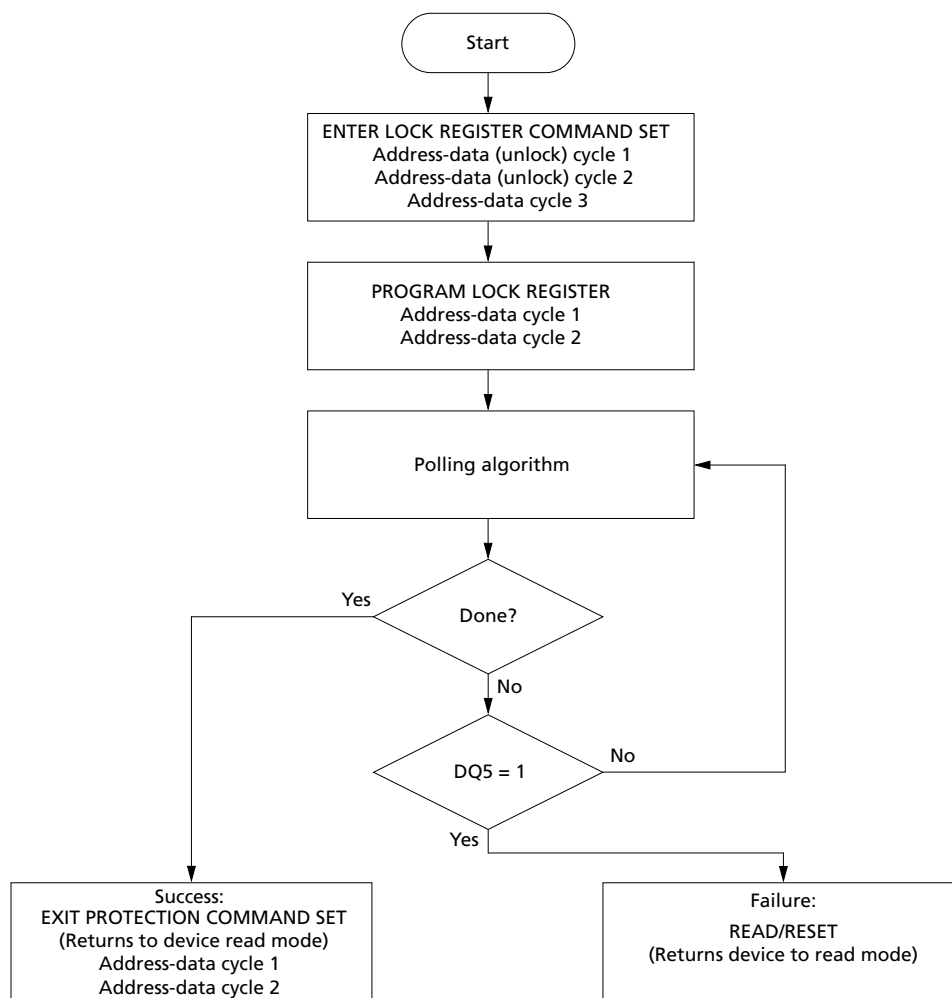 Start
ENTER LOCK REGISTER COMMAND SET
Address-data (unlock) cycle 1
Address-data (unlock) cycle 2
Address-data cycle 3
PROGRAM LOCK REGISTER
Address-data cycle 1
Address-data cycle 2
Polling algorithm
Yes
Done?
No
DQ5 = 1
No
Yes
Success:
EXIT PROTECTION COMMAND SET
(Returns to device read mode)
Address-data cycle 1
Address-data cycle 2
Failure:
READ/RESET
(Returns device to read mode)